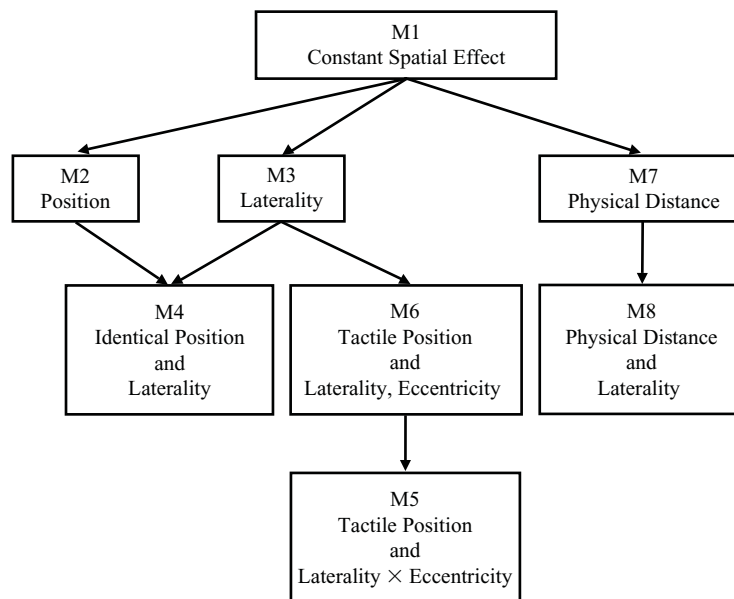 M1
Constant Spatial Effect
M2
Position
M3
Laterality
M7
Physical Distance
M4
Identical Position
and
Laterality
M6
Tactile Position
and
Laterality, Eccentricity
M8
Physical Distance
and
Laterality
M5
Tactile Position
and
Laterality × Eccentricity